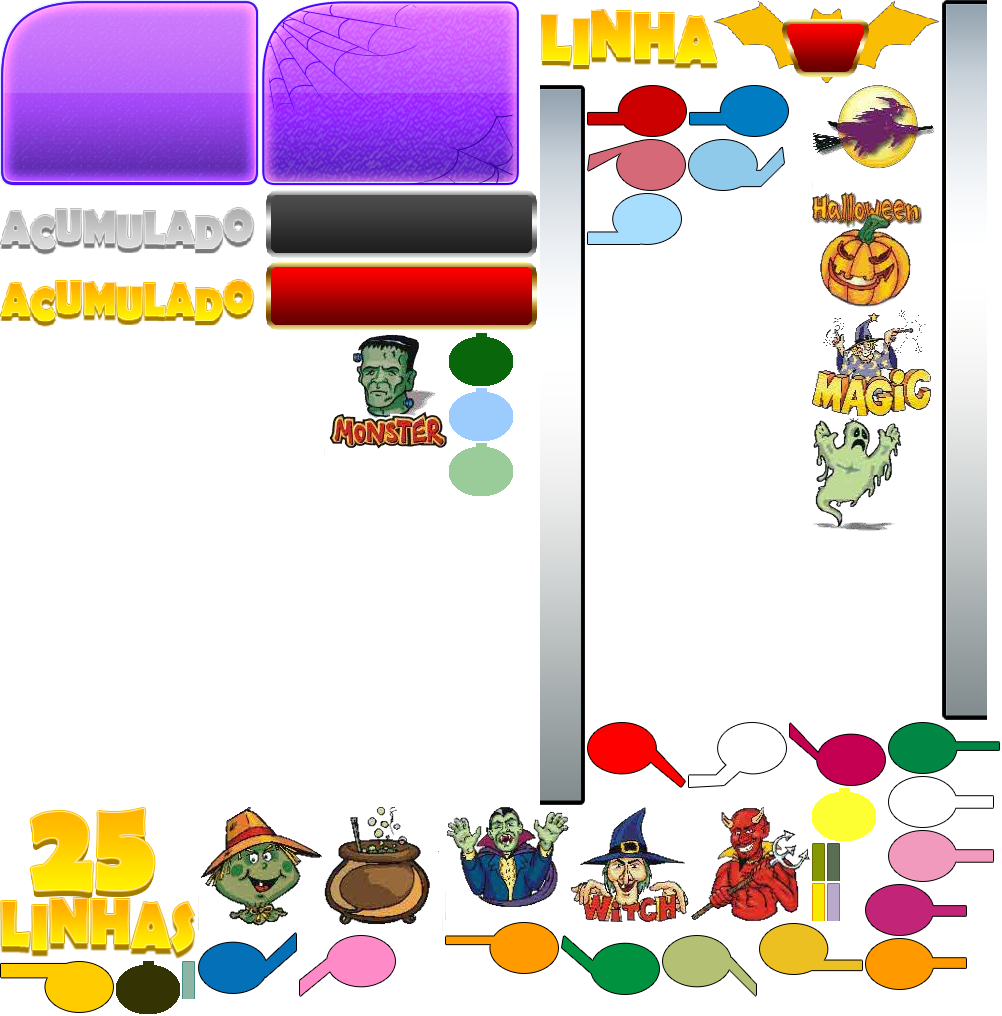 LINHA
ACUMULADO
ACUMULADO
Halloween
MONSTER
MAGIC
25
LINHAS
WITCH